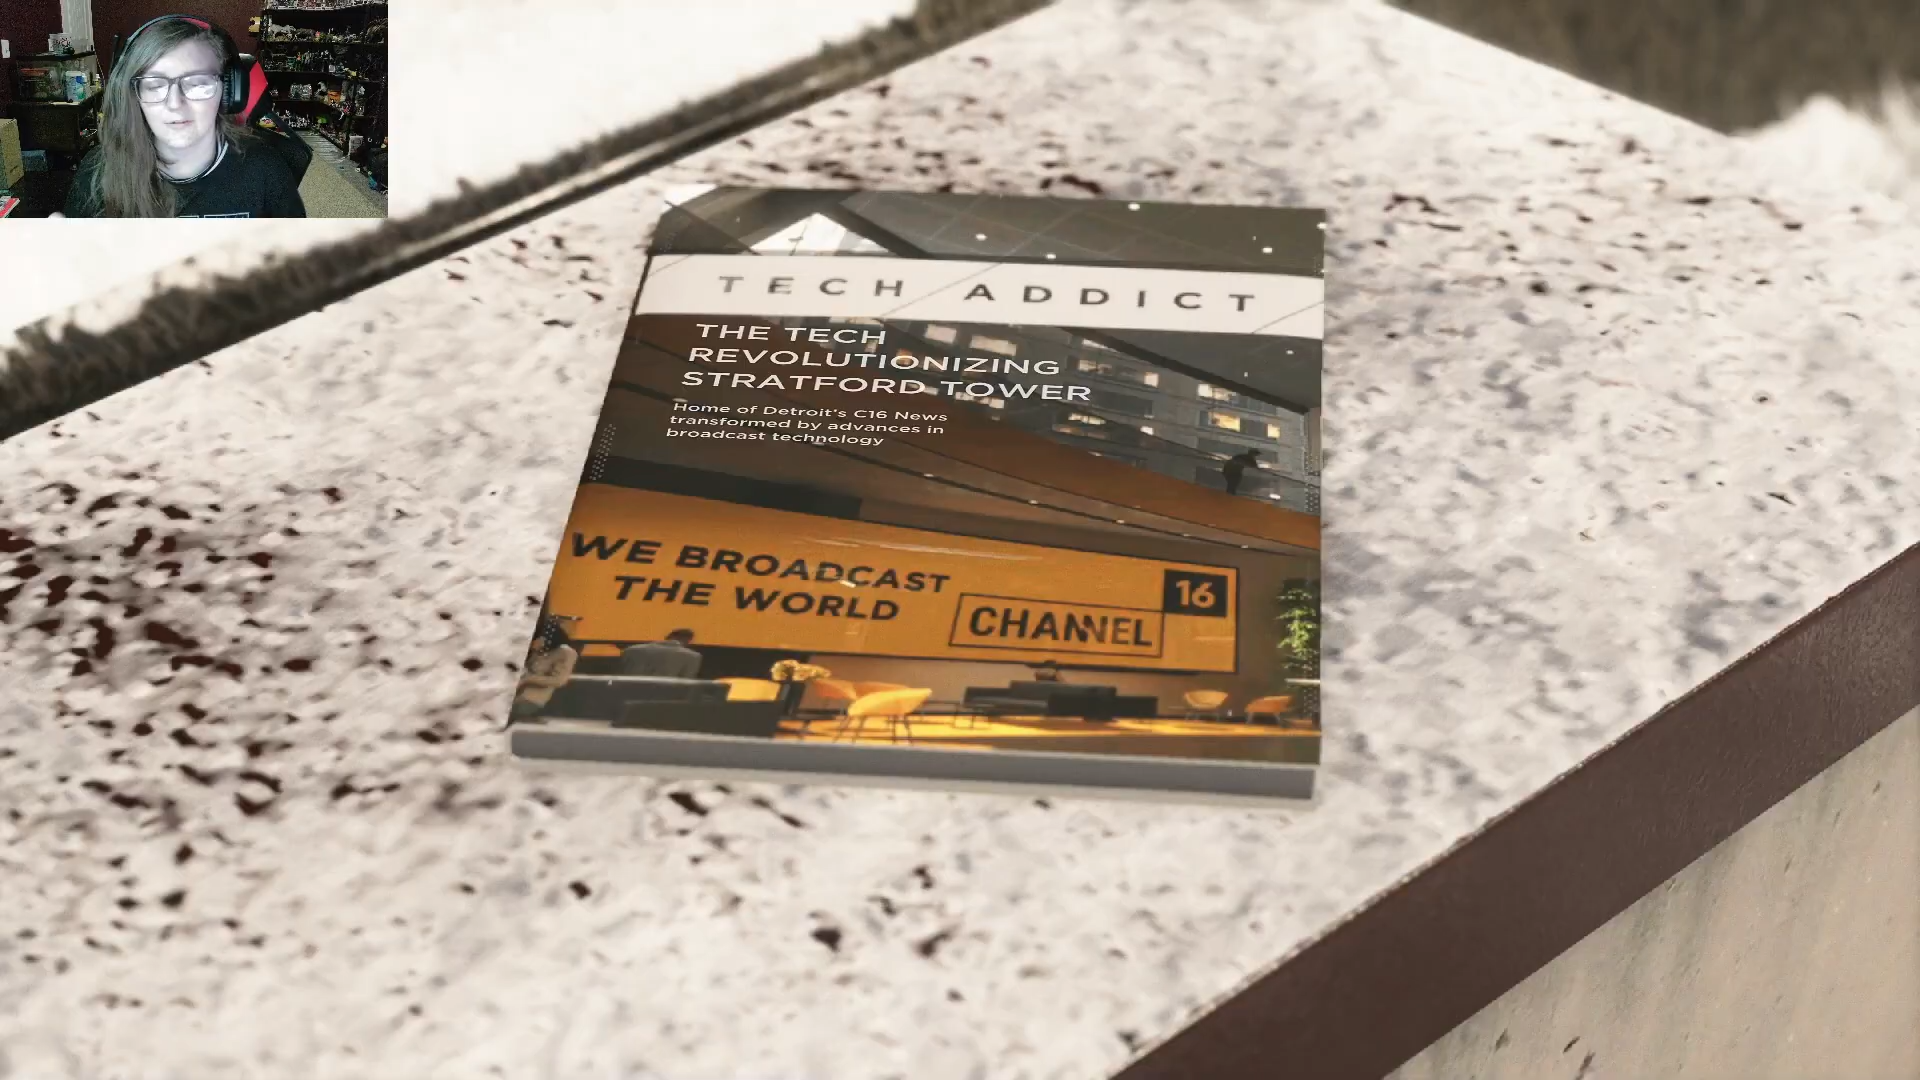 TECH ADDICT
THE TECH
REVOLUTIONIZING
STRATFORD TOWER
Home of Detroit's C16 News
transformed by advances in
broadcast technology
WE BROADCAST
THE WORLD
CHANNEL
16